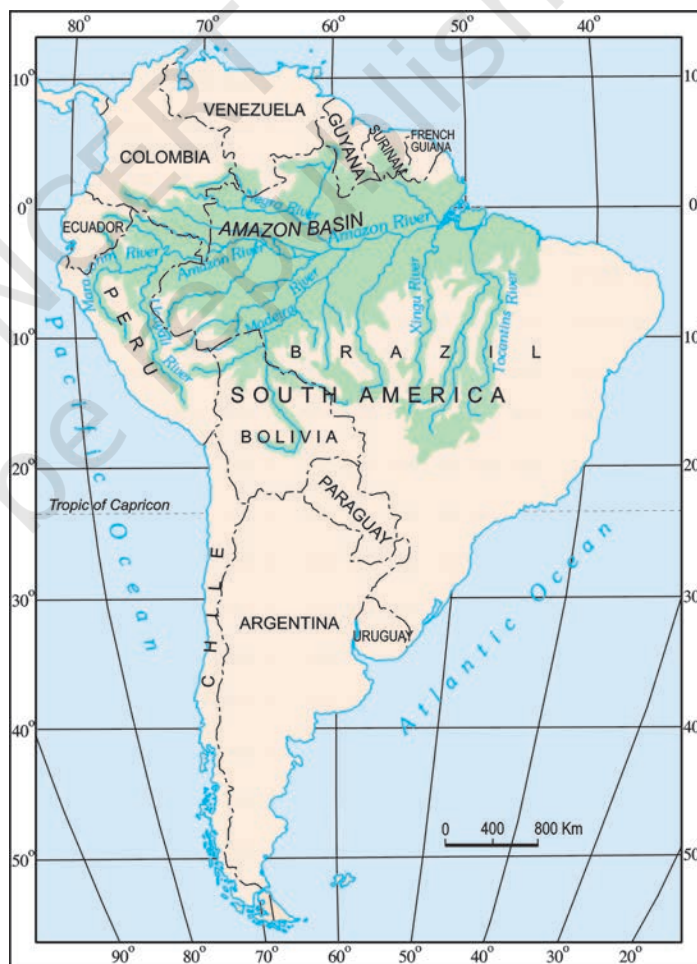 80° 70° 60° 50° 40°
10° 10°
VENEZUELA
GUYANA
SURINAM
FRENCH
GUIANA
COLOMBIA
Negro River
0° 0°
ECUADOR
AMAZON BASIN
Amazon River
Amazon River
River
Madeira River
Xingu River
Tocantins River
Ucayali River
PERU
10° 10°
BRAZIL
SOUTH AMERICA
BOLIVIA
20° 20°
PARAGUAY
Tropic of Capricon
Pacific Ocean
CHILLE
30° 30°
ARGENTINA
URUGUAY
Atlantic Ocean
40° 40°
0 400 800 Km
50° 50°
90° 80° 70° 60° 50° 40° 30° 20°
NCERT